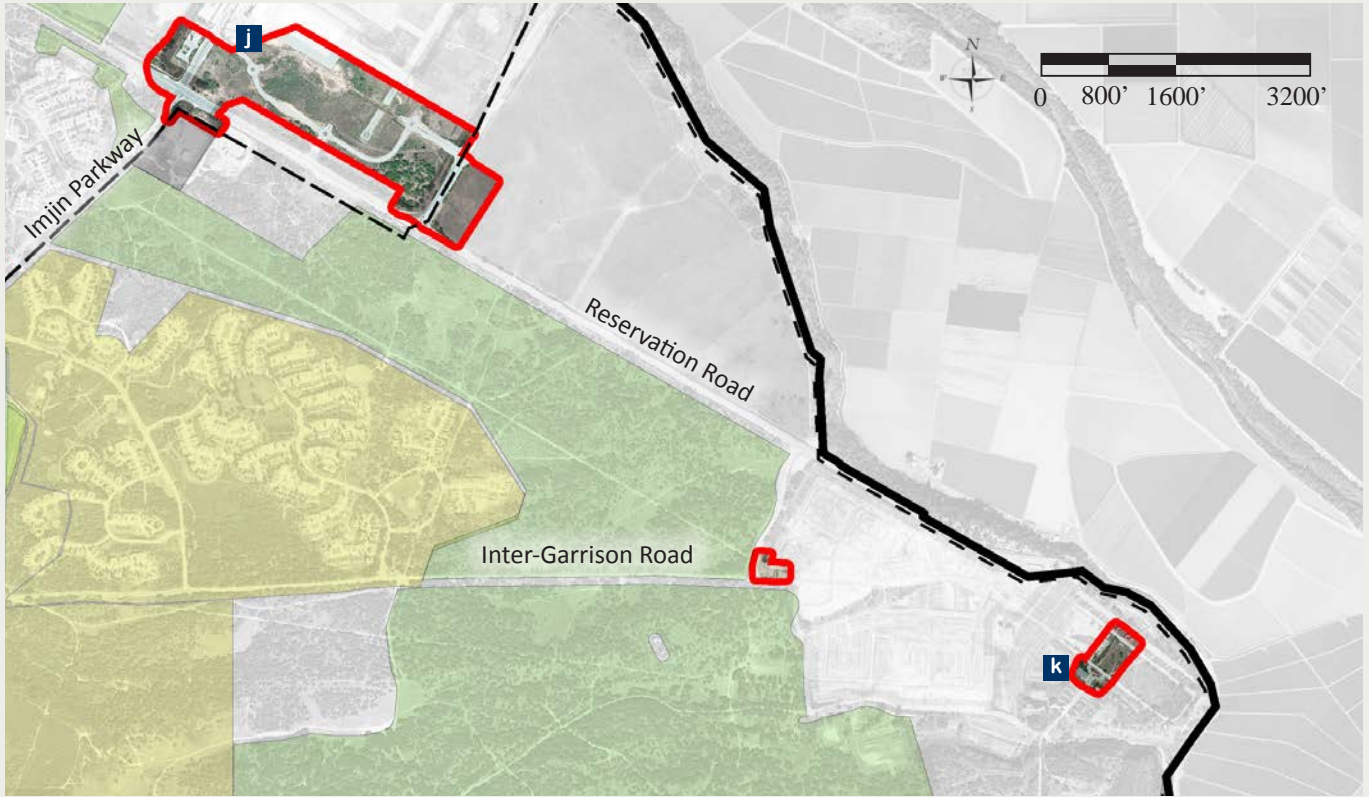 j
N
W
E
S
0 800' 1600' 3200'
Imjin Parkway
Reservation Road
Inter-Garrison Road
k